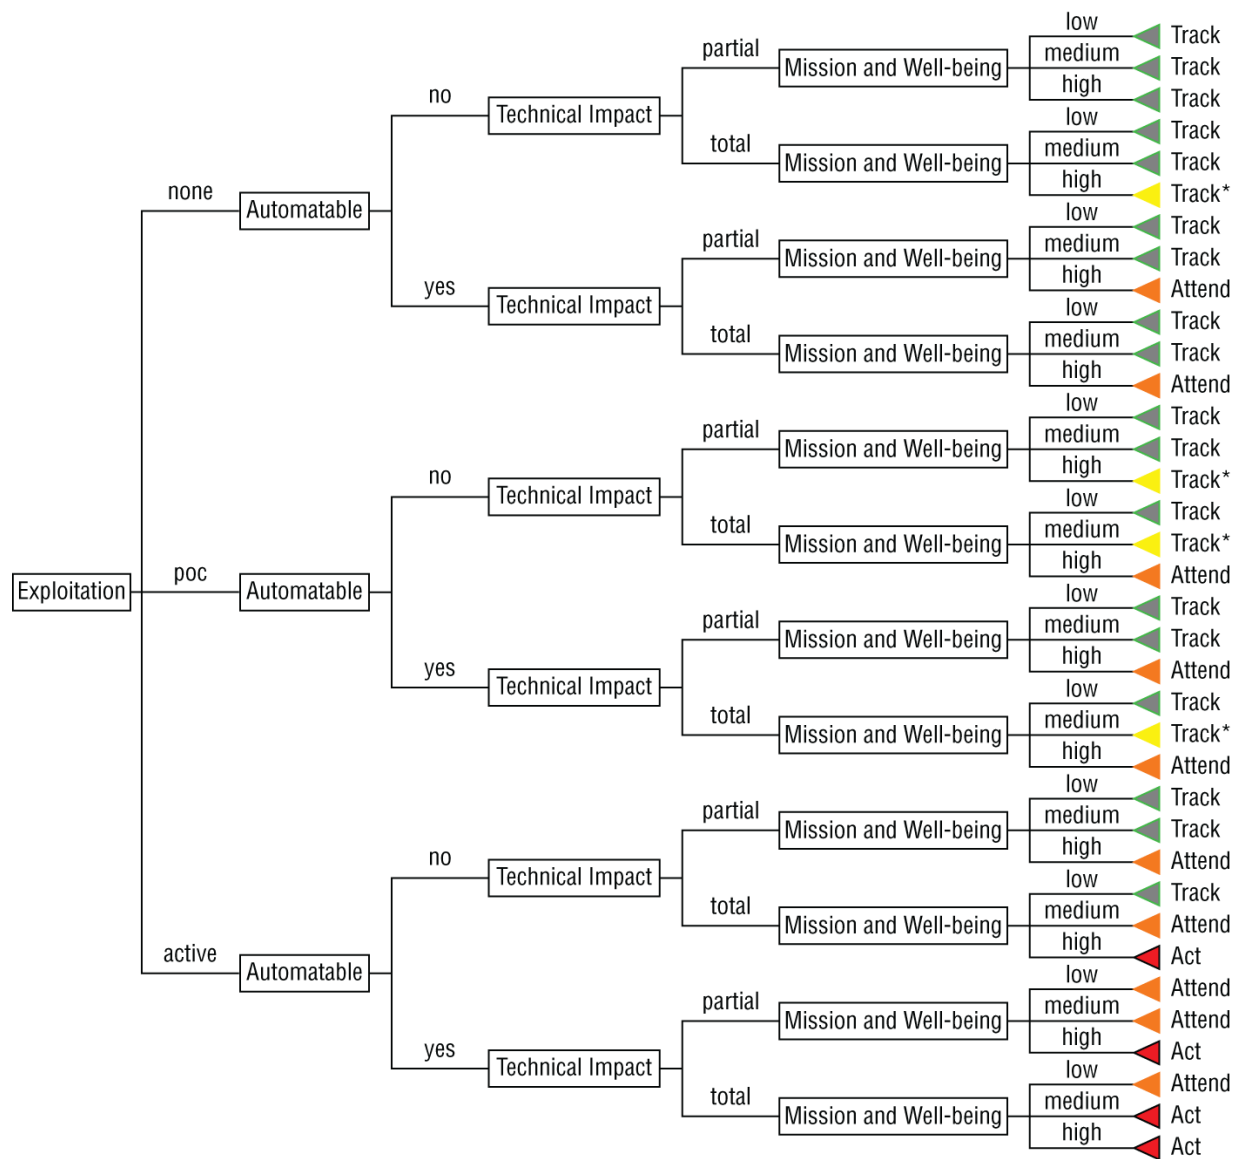 Exploitation
none
poc
active
Automatable
no
yes
Automatable
no
yes
Automatable
no
yes
Technical Impact
partial
total
Technical Impact
partial
total
Technical Impact
partial
total
Technical Impact
partial
total
Technical Impact
partial
total
Technical Impact
partial
total
Mission and Well-being
low Track
medium Track
high Track
Mission and Well-being
low Track
medium Track
high Track*
Mission and Well-being
low Track
medium Track
high Attend
Mission and Well-being
low Track
medium Track
high Attend
Mission and Well-being
low Track
medium Track
high Track*
Mission and Well-being
low Track
medium Track*
high Attend
Mission and Well-being
low Track
medium Track
high Attend
Mission and Well-being
low Track
medium Track*
high Attend
Mission and Well-being
low Track
medium Track
high Attend
Mission and Well-being
low Track
medium Attend
high Act
Mission and Well-being
low Attend
medium Attend
high Act
Mission and Well-being
low Attend
medium Act
high Act